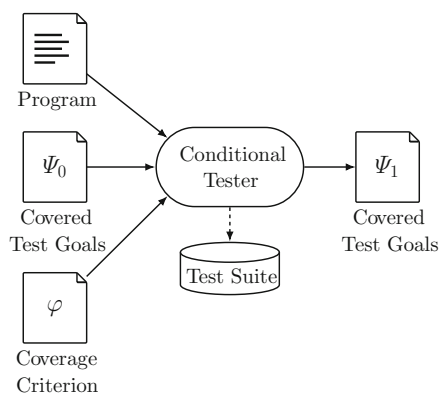 Program
Ψ0
Covered
Test Goals
φ
Coverage
Criterion
Conditional
Tester
Test Suite
Ψ1
Covered
Test Goals